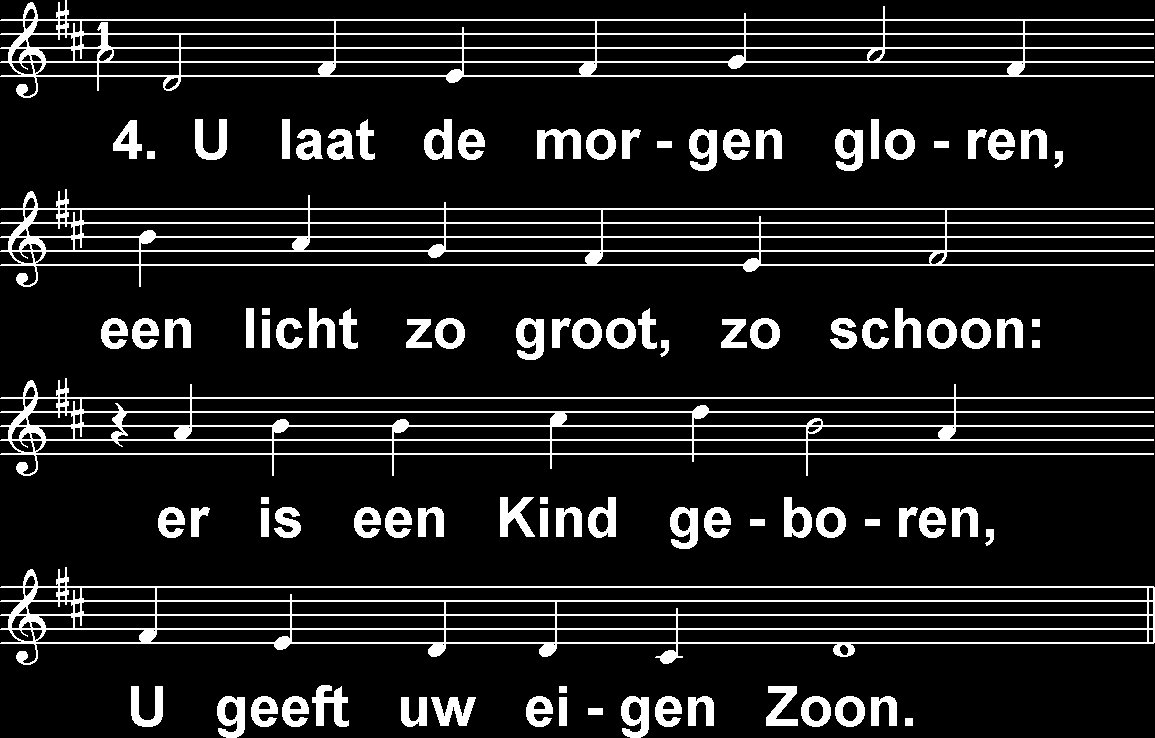 1
4. U laat de mor - gen glo - ren,
een licht zo groot, zo schoon:
er is een Kind ge - bo - ren,
U geeft uw ei - gen Zoon.